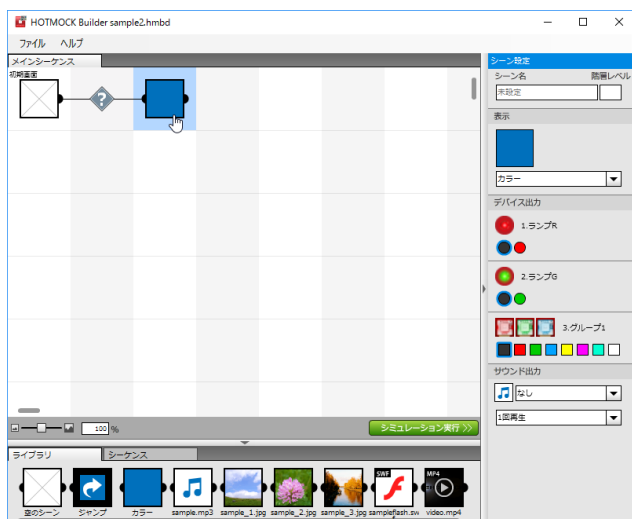 HOTMOCK Builder sample2.hmbd
ファイル ヘルプ
メインシーケンス
初期画面
?
シーン設定
シーン名 階層レベル
未設定
表示
カラー
デバイス出力
1.ランプR
2.ランプG
3.グループ1
サウンド出力
なし
1回再生
100 %
シミュレーション実行 >>
ライブラリ シーケンス
SWF MP4
空のシーン ジャンプ カラー sample.mp3 sample_1.jpg sample_2.jpg sample_3.jpg sampleflash.sw video.mp4